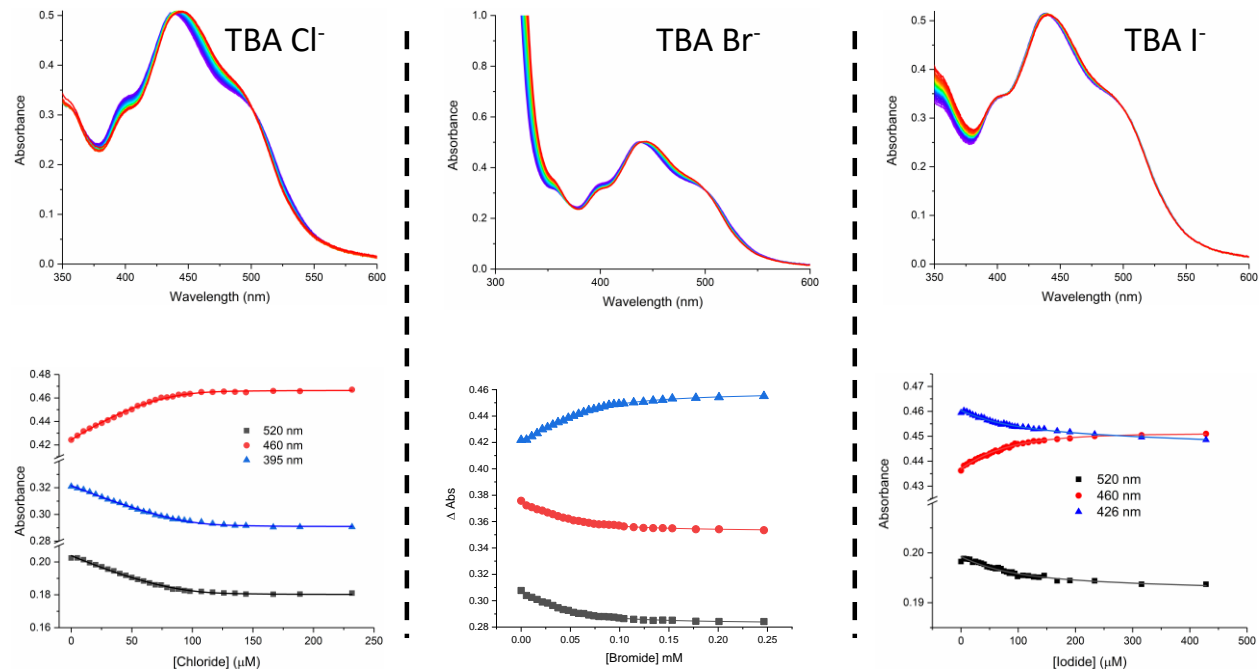 TBA Cl⁻
0.5
0.4
0.3
0.2
0.1
0.0
Absorbance
350 400 450 500 550 600
Wavelength (nm)
TBA Br⁻
1.0
0.8
0.6
0.4
0.2
0.0
Absorbance
300 400 500 600
Wavelength (nm)
TBA I⁻
0.5
0.4
0.3
0.2
0.1
0.0
Absorbance
350 400 450 500 550 600
Wavelength (nm)
0.48
0.46
0.44
0.42
0.32
0.30
0.28
0.20
0.18
0.16
Absorbance
Absorbance
520 nm
460 nm
395 nm
0 50 100 150 200 250
[Chloride] (µM)
0.46
0.44
0.42
0.40
0.38
0.36
0.34
0.32
0.30
0.28
Δ Abs
0.00 0.05 0.10 0.15 0.20 0.25
[Bromide] mM
0.47
0.46
0.45
0.44
0.43
0.20
0.19
Absorbance
520 nm
460 nm
426 nm
0 100 200 300 400 500
[Iodide] (µM)